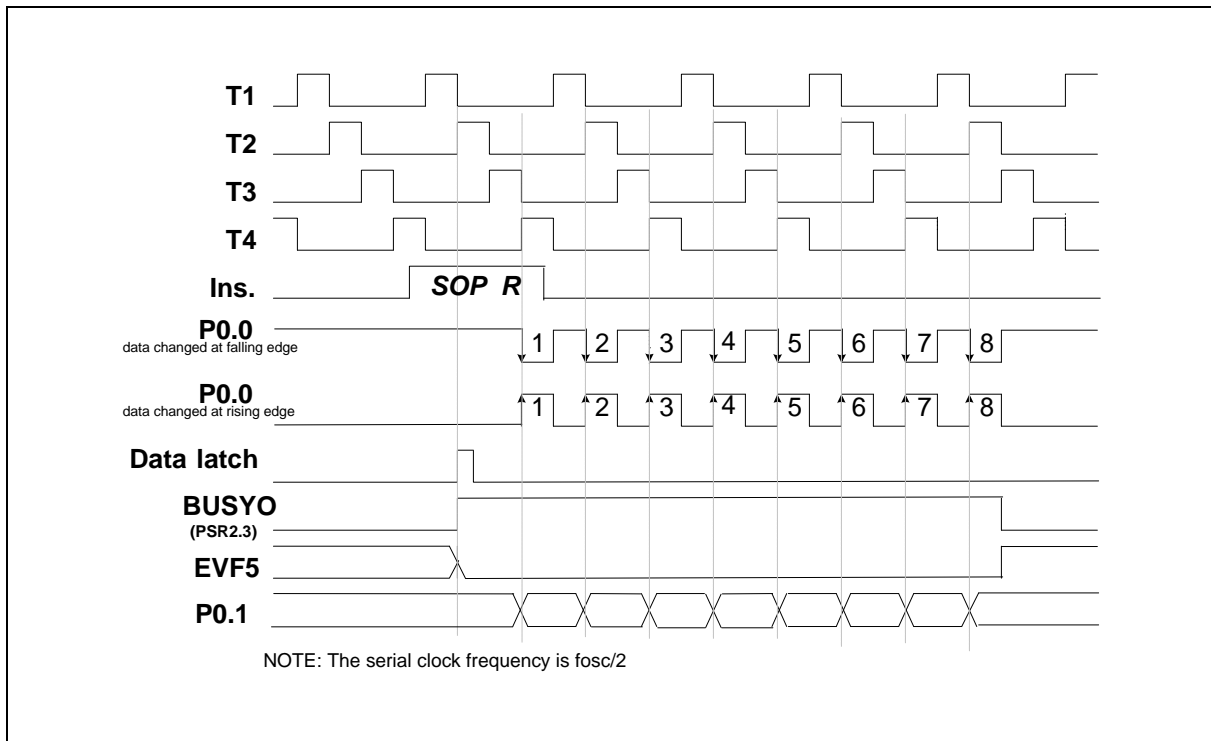 T1
T2
T3
T4
Ins.
SOP R
P0.0
data changed at falling edge
1 2 3 4 5 6 7 8
P0.0
data changed at rising edge
1 2 3 4 5 6 7 8
Data latch
BUSYO
(PSR2.3)
EVF5
P0.1
NOTE: The serial clock frequency is fosc/2